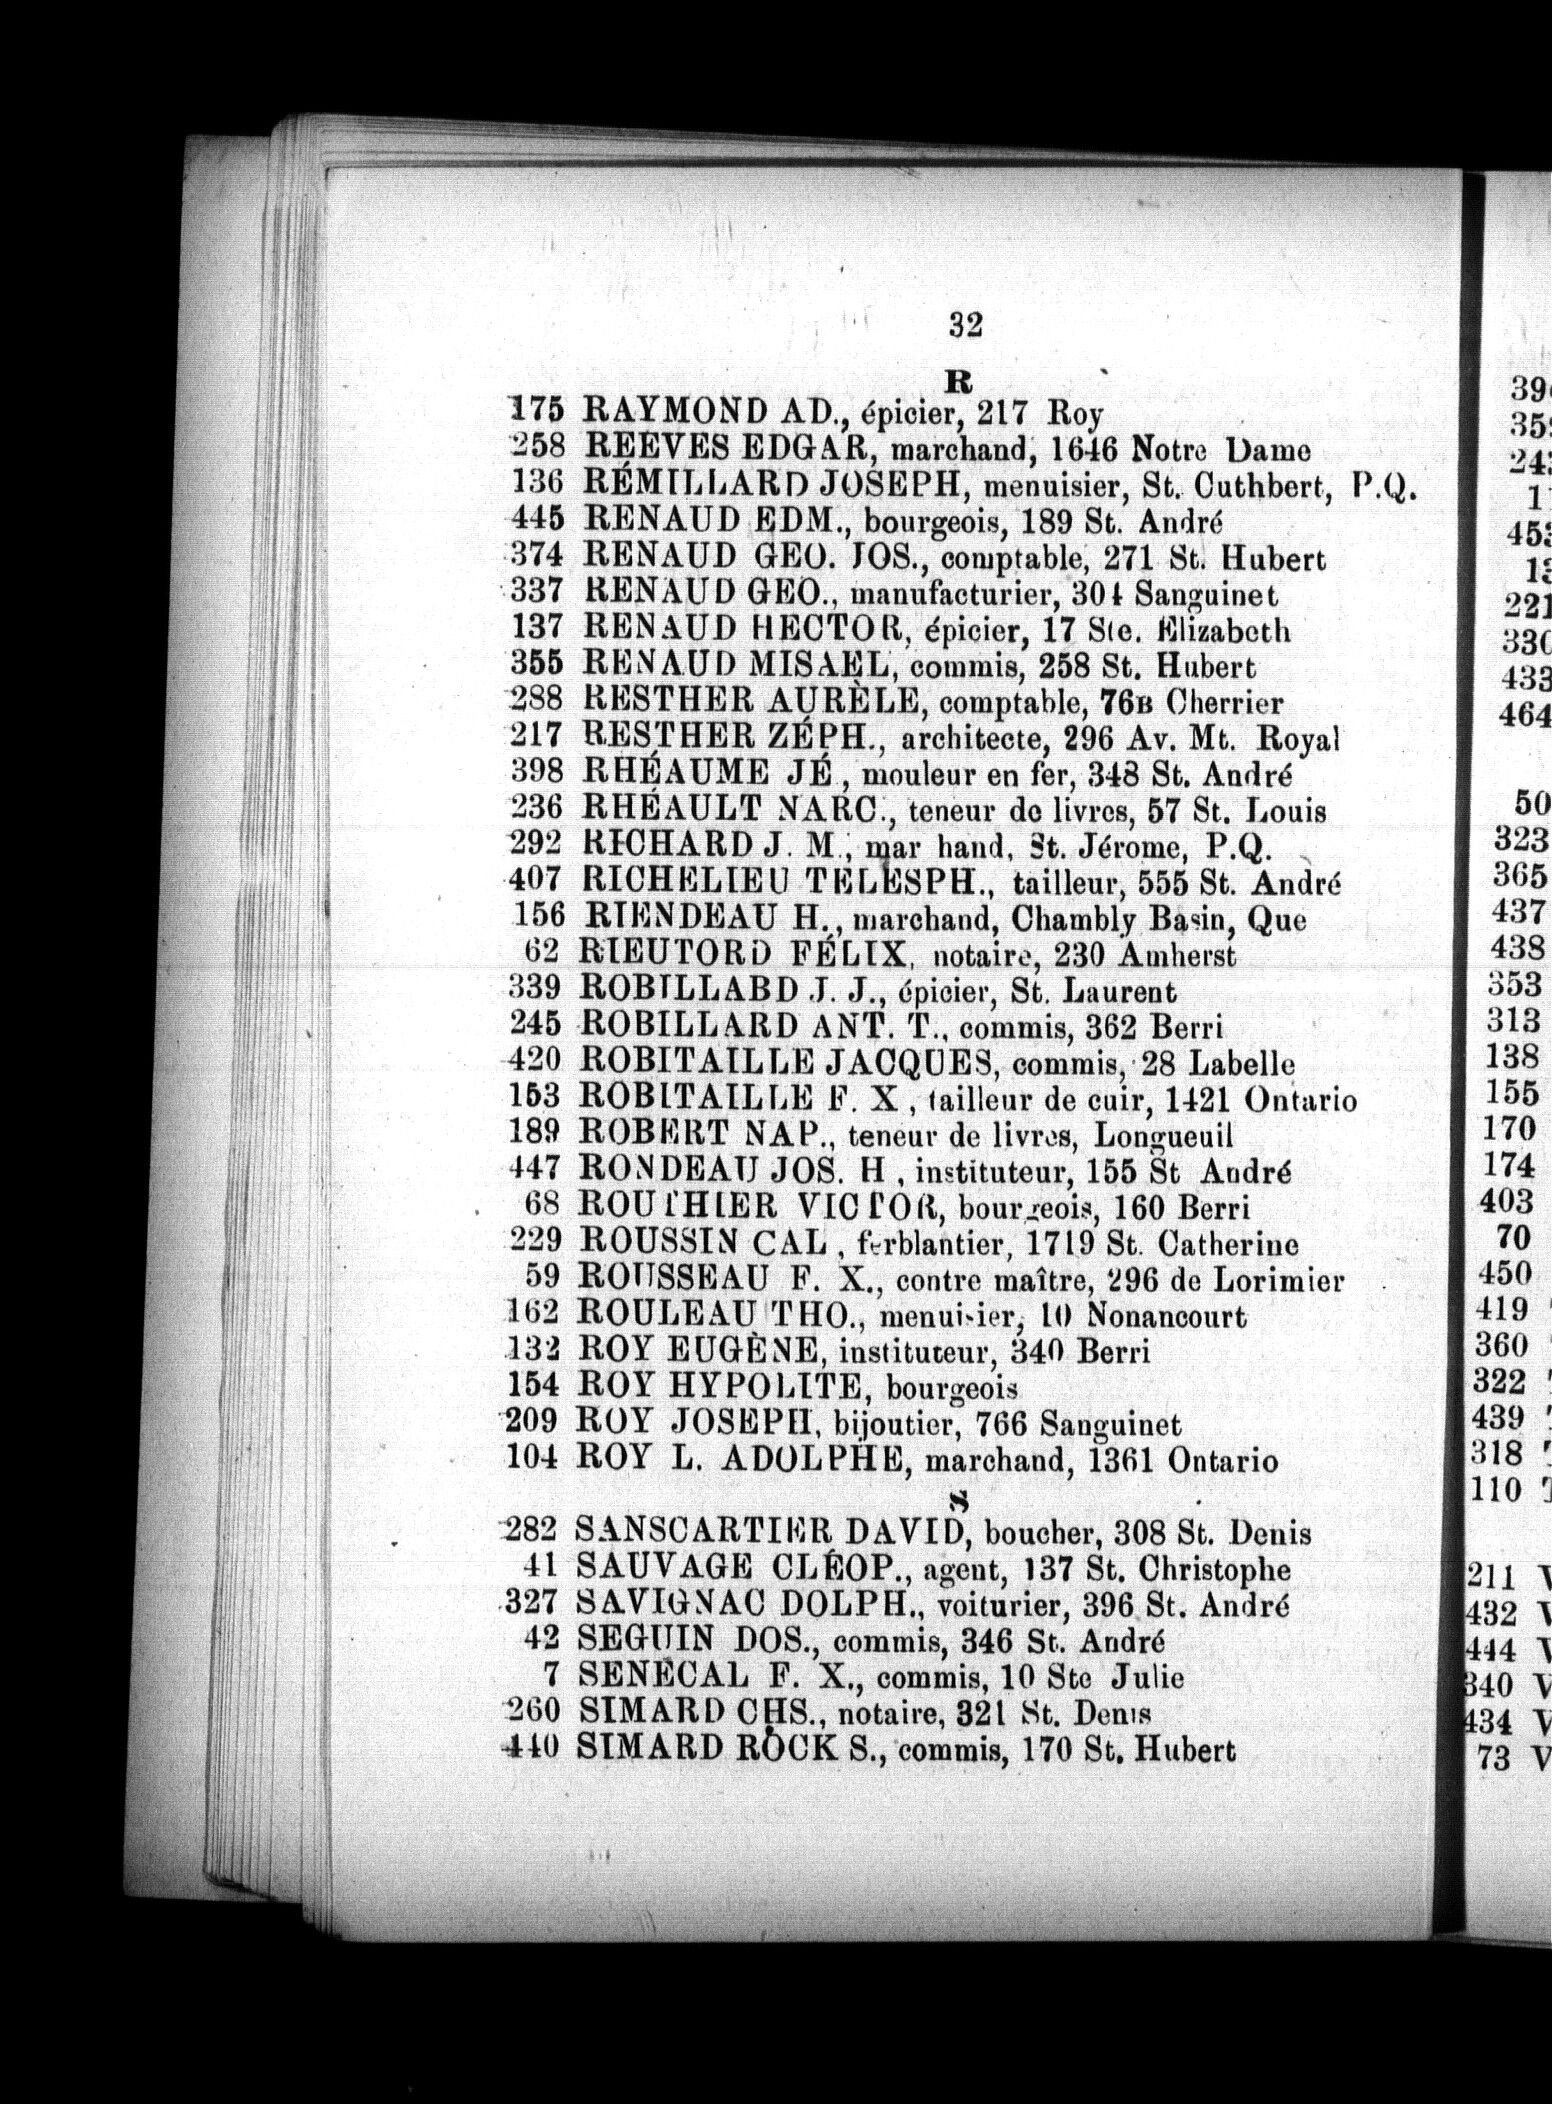 32
R
175 RAYMOND AD., épicier, 217 Roy
258 REEVES EDGAR, marchand, 1646 Notre Dame
136 RÉMILLARD JOSEPH, menuisier, St. Cuthbert, P.Q.
445 RENAUD EDM., bourgeois, 189 St. André
374 RENAUD GEO. JOS., comptable, 271 St. Hubert
337 RENAUD GEO., manufacturier, 304 Sanguinet
137 RENAUD HECTOR, épicier, 17 Ste. Elizabeth
355 RENAUD MISAEL, commis, 258 St. Hubert
288 RESTHER AURÈLE, comptable, 76B Cherrier
217 RESTHER ZÉPH., architecte, 296 Av. Mt. Royal
398 RHÉAUME JÉ , mouleur en fer, 348 St. André
236 RHÉAULT NARC., teneur de livres, 57 St. Louis
292 RICHARD J. M., mar hand, St. Jérome, P.Q.
407 RICHELIEU TELESPH., tailleur, 555 St. André
156 RIENDEAU H., marchand, Chambly Basin, Que
62 RIEUTORD FÉLIX, notaire, 230 Amherst
339 ROBILLABD J. J., épicier, St. Laurent
245 ROBILLARD ANT. T., commis, 362 Berri
420 ROBITAILLE JACQUES, commis, 28 Labelle
153 ROBITAILLE F. X , tailleur de cuir, 1421 Ontario
189 ROBERT NAP., teneur de livres, Longueuil
447 RONDEAU JOS. H , instituteur, 155 St André
68 ROUTHIER VICTOR, bourgeois, 160 Berri
229 ROUSSIN CAL , ferblantier, 1719 St. Catherine
59 ROUSSEAU F. X., contre maître, 296 de Lorimier
162 ROULEAU THO., menuisier, 10 Nonancourt
132 ROY EUGÈNE, instituteur, 340 Berri
154 ROY HYPOLITE, bourgeois
209 ROY JOSEPH, bijoutier, 766 Sanguinet
104 ROY L. ADOLPHE, marchand, 1361 Ontario
S
282 SANSCARTIER DAVID, boucher, 308 St. Denis
41 SAUVAGE CLÉOP., agent, 137 St. Christophe
327 SAVIGNAC DOLPH., voiturier, 396 St. André
42 SEGUIN DOS., commis, 346 St. André
7 SENECAL F. X., commis, 10 Ste Julie
260 SIMARD CHS., notaire, 321 St. Denis
440 SIMARD ROCK S., commis, 170 St. Hubert
221
330
433
464
50
323
365
437
438
353
313
138
155
170
174
403
70
450
419
360
322
439
318
110
211 V
432 V
444 V
340 V
434 V
73 V